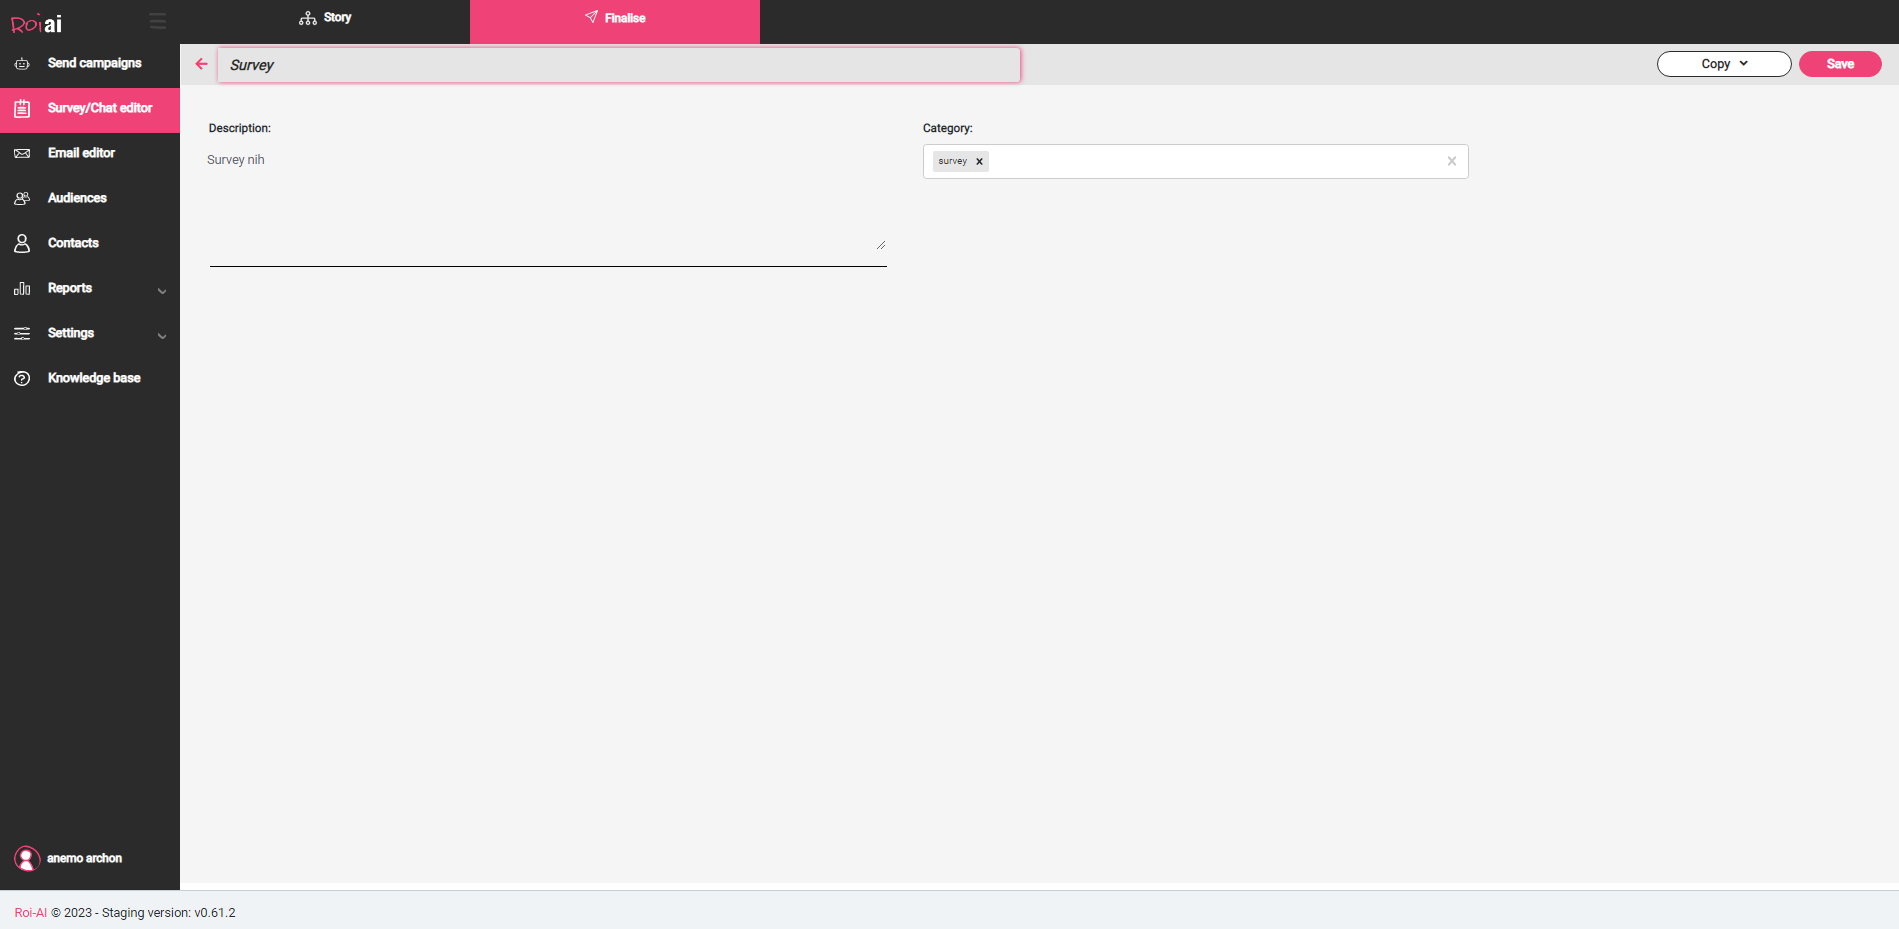 Roi ai
Story
Finalise
Send campaigns
Survey
Copy
Save
Survey/Chat editor
Description:
Category:
Email editor
Survey nih
survey
Audiences
Contacts
Reports
Settings
Knowledge base
anemo archon
Roi-AI © 2023 - Staging version: v0.61.2